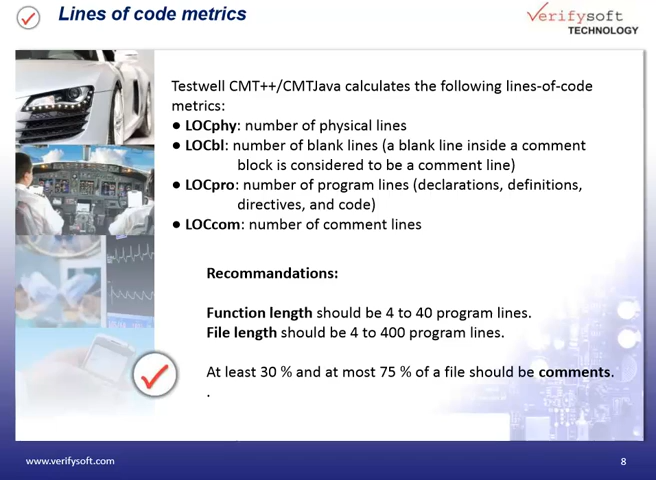 Lines of code metrics
Verifysoft
TECHNOLOGY
Testwell CMT++/CMTJava calculates the following lines-of-code
metrics:
● LOCphy: number of physical lines
● LOCbl: number of blank lines (a blank line inside a comment
block is considered to be a comment line)
● LOCpro: number of program lines (declarations, definitions,
directives, and code)
● LOCcom: number of comment lines
Recommandations:
Function length should be 4 to 40 program lines.
File length should be 4 to 400 program lines.
At least 30 % and at most 75 % of a file should be comments.
.
www.verifysoft.com
8